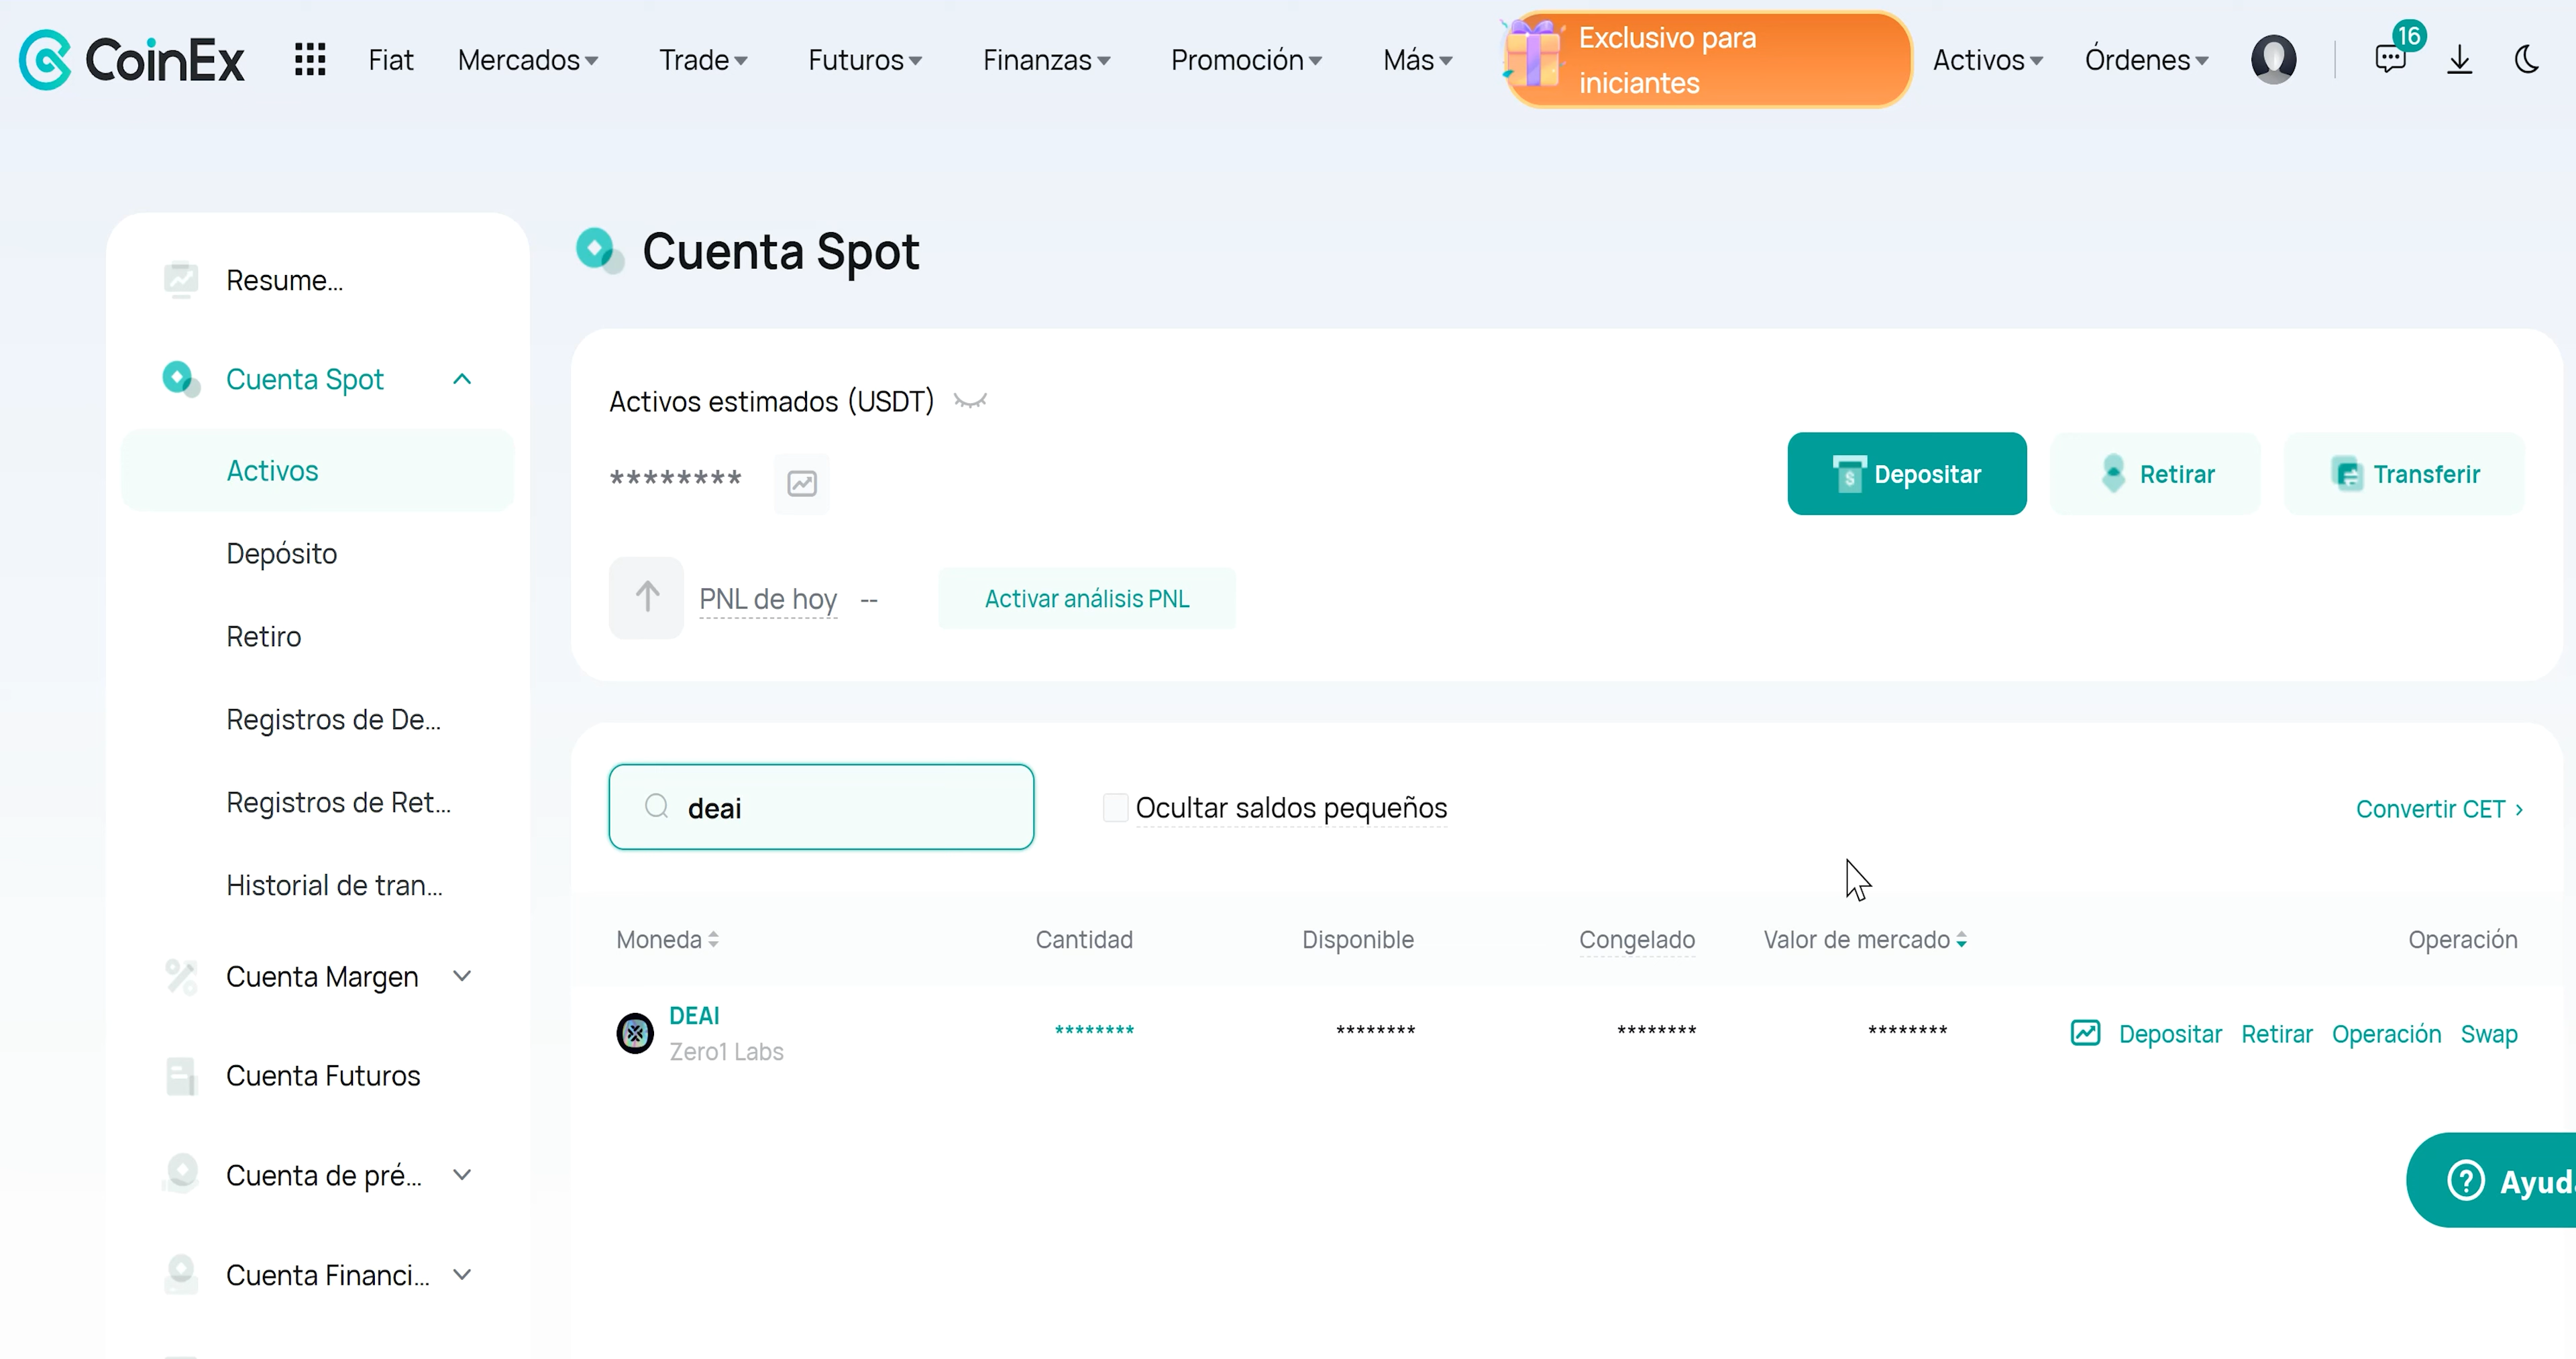 CoinEx
Fiat
Mercados
Trade
Futuros
Finanzas
Promoción
Más
Exclusivo para
iniciantes
Activos
Órdenes
16
Resume...
Cuenta Spot
Activos
Depósito
Retiro
Registros de De...
Registros de Ret...
Historial de tran...
Cuenta Margen
Cuenta Futuros
Cuenta de pré...
Cuenta Financi...
Cuenta Spot
Activos estimados (USDT)
********
Depositar
Retirar
Transferir
PNL de hoy --
Activar análisis PNL
deai
Ocultar saldos pequeños
Convertir CET ›
Moneda Cantidad Disponible Congelado Valor de mercado Operación
DEAI
Zero1 Labs
******** ******** ******** ********
Depositar Retirar Operación Swap